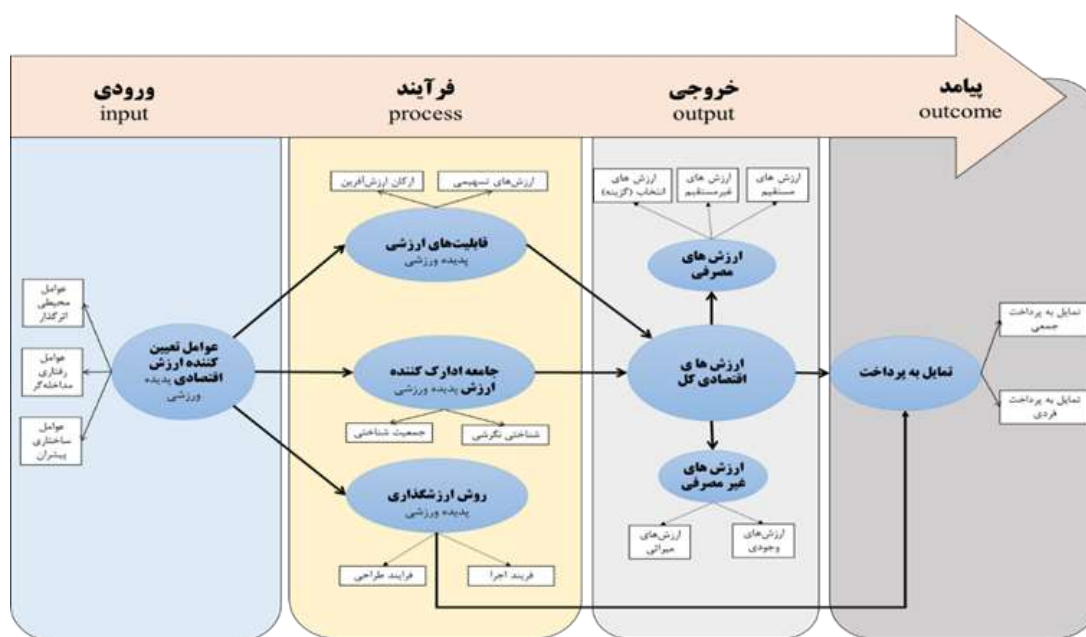 ورودی
input
فرآیند
process
خروجی
output
پیامد
outcome
عوامل
محیطی
اثرگذار
عوامل
رفتاری
مداخله‌گر
عوامل
ساختاری
پیشران
عوامل تعیین
کننده ارزش
اقتصادی پدیده
ورزشی
ارکان ارزش‌آفرین
ارزش‌های تسهیمی
قابلیت‌های ارزشی
پدیده ورزشی
جامعه ادارک کننده
ارزش پدیده ورزشی
جمعیت شناختی
شناختی نگرشی
روش ارزشگذاری
پدیده ورزشی
فرایند طراحی
فریند اجرا
ارزش های
انتخاب (گزینه)
ارزش های
غیرمستقیم
ارزش های
مستقیم
ارزش های
مصرفی
ارزش ها ی
اقتصادی کل
ارزش های
غیر مصرفی
ارزش‌های
میراثی
ارزش‌های
وجودی
تمایل به پرداخت
تمایل به پرداخت
جمعی
تمایل به پرداخت
فردی